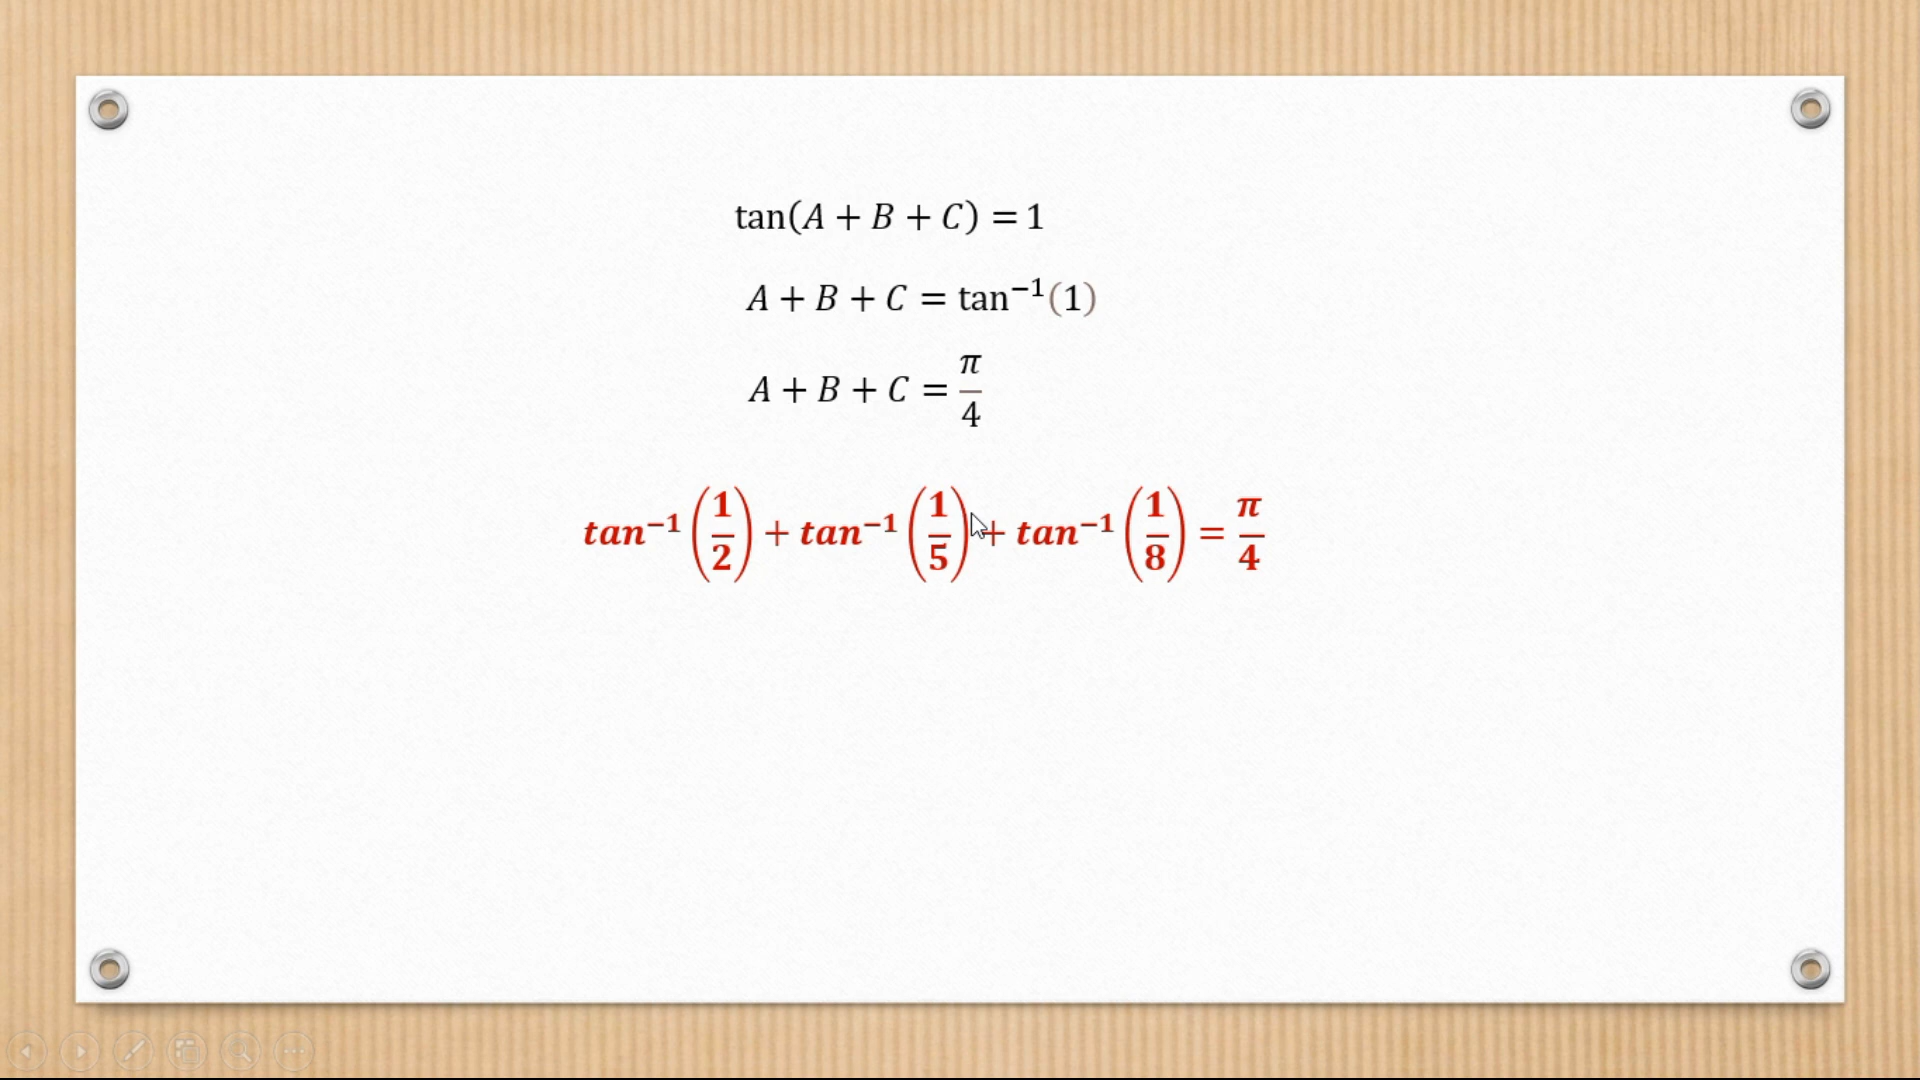 tan(A + B + C) = 1
A + B + C = tan⁻¹(1)
A + B + C = π/4
tan⁻¹(1/2) + tan⁻¹(1/5) + tan⁻¹(1/8) = π/4